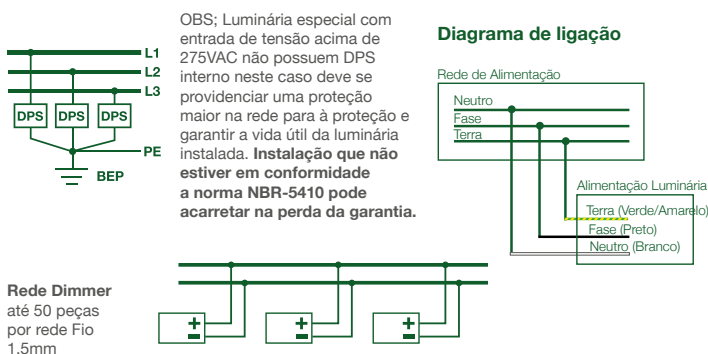 L1
L2
L3
DPS
DPS
DPS
PE
BEP
OBS; Luminária especial com
entrada de tensão acima de
275VAC não possuem DPS
interno neste caso deve se
providenciar uma proteção
maior na rede para à proteção e
garantir a vida útil da luminária
instalada. Instalação que não
estiver em conformidade
a norma NBR-5410 pode
acarretar na perda da garantia.
Diagrama de ligação
Rede de Alimentação
Neutro
Fase
Terra
Alimentação Luminária
Terra (Verde/Amarelo)
Fase (Preto)
Neutro (Branco)
Rede Dimmer
até 50 peças
por rede Fio
1.5mm